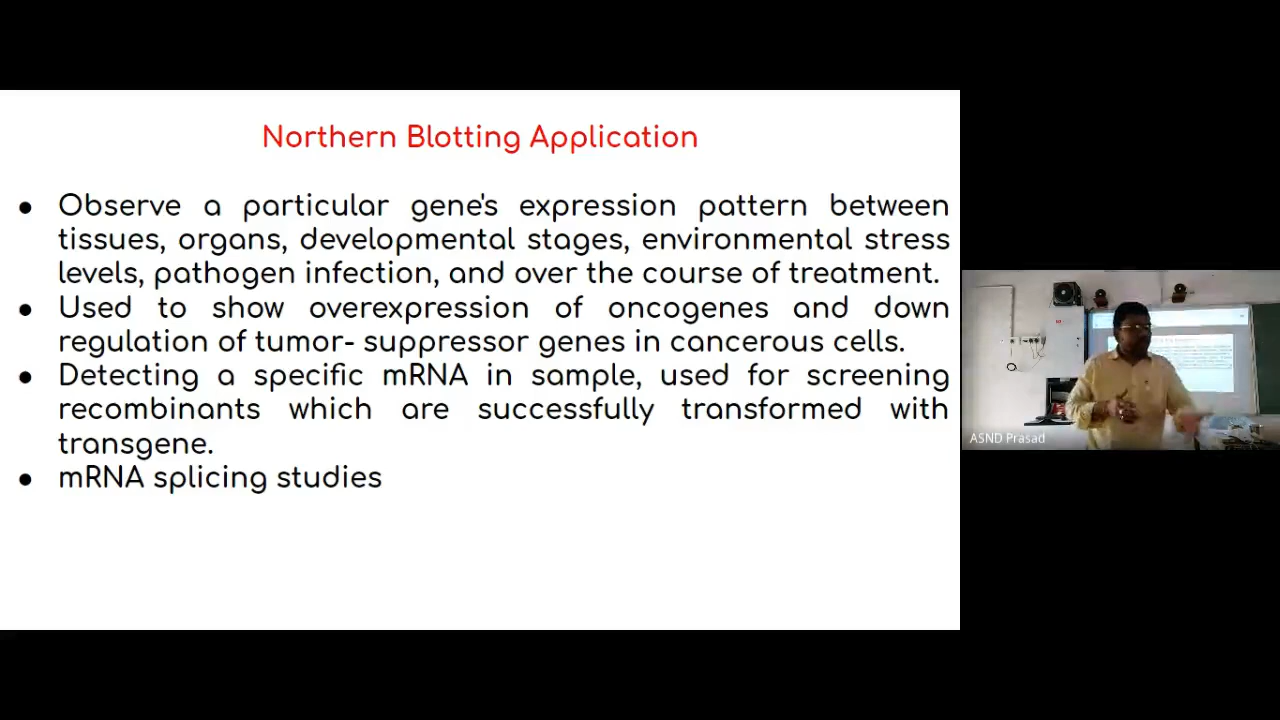 Northern Blotting Application
● Observe a particular gene's expression pattern between
tissues, organs, developmental stages, environmental stress
levels, pathogen infection, and over the course of treatment.
● Used to show overexpression of oncogenes and down
regulation of tumor- suppressor genes in cancerous cells.
● Detecting a specific mRNA in sample, used for screening
recombinants which are successfully transformed with
transgene.
● mRNA splicing studies
ASND Prasad